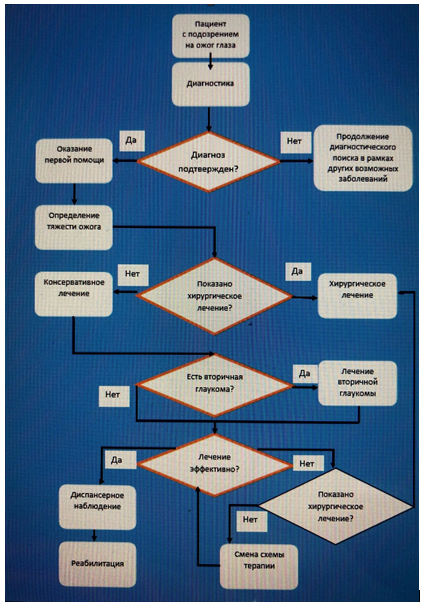 Пациент
с подозрением
на ожог глаза
Диагностика
Да
Нет
Диагноз
подтвержден?
Оказание
первой помощи
Продолжение
диагностического
поиска в рамках
других возможных
заболеваний
Определение
тяжести ожога
Нет
Да
Показано
хирургическое
лечение?
Консервативное
лечение
Хирургическое
лечение
Есть вторичная
глаукома?
Да
Лечение
вторичной
глаукомы
Нет
Да
Лечение
эффективно?
Нет
Диспансерное
наблюдение
Показано
хирургическое
лечение?
Нет
Реабилитация
Смена схемы
терапии